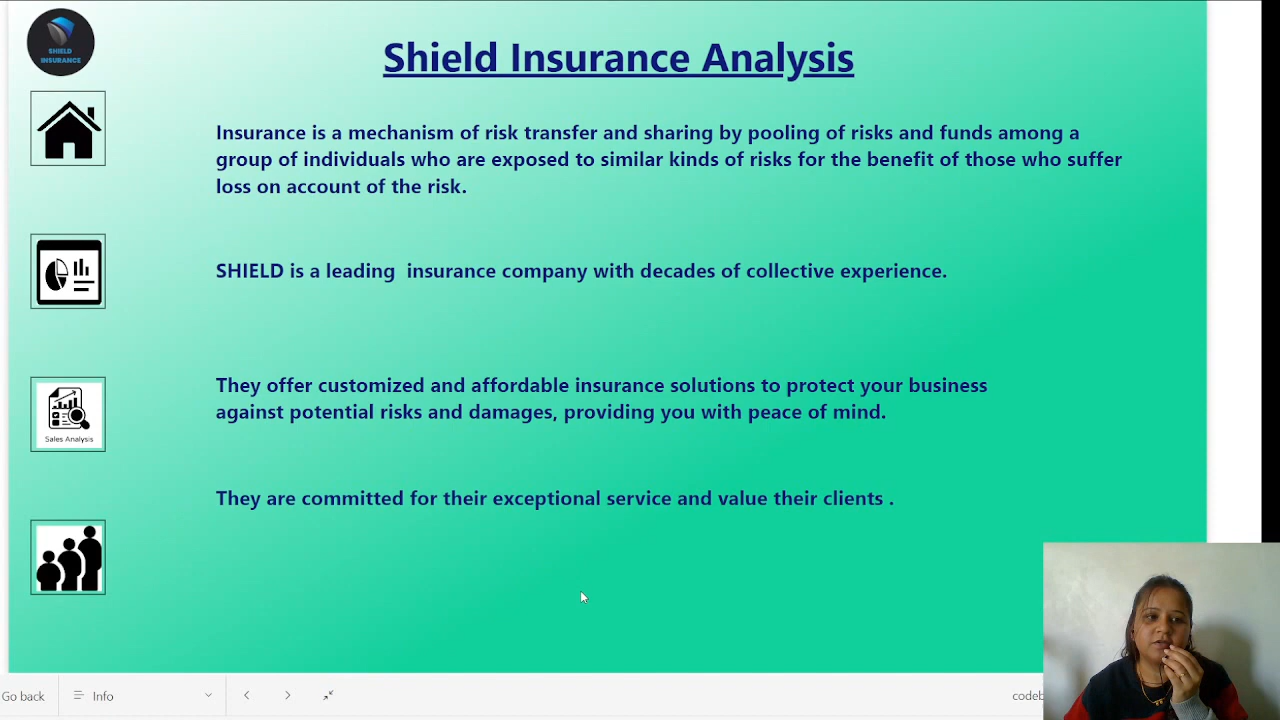 SHIELD
INSURANCE
Shield Insurance Analysis
Insurance is a mechanism of risk transfer and sharing by pooling of risks and funds among a
group of individuals who are exposed to similar kinds of risks for the benefit of those who suffer
loss on account of the risk.
SHIELD is a leading  insurance company with decades of collective experience.
They offer customized and affordable insurance solutions to protect your business
against potential risks and damages, providing you with peace of mind.
Sales Analysis
They are committed for their exceptional service and value their clients .
Go back
Info